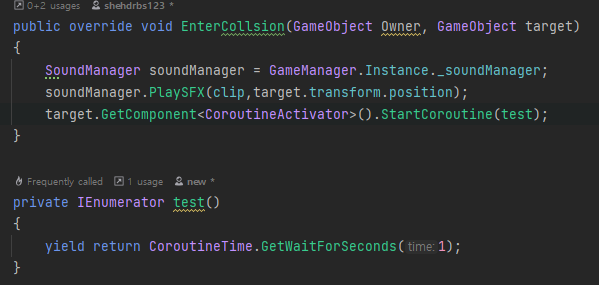 0+2 usages shehdrbs123 *
public override void EnterCollsion(GameObject Owner, GameObject target)
{
SoundManager soundManager = GameManager.Instance._soundManager;
soundManager.PlaySFX(clip,target.transform.position);
target.GetComponent<CoroutineActivator>().StartCoroutine(test);
}
Frequently called 1 usage new *
private IEnumerator test()
{
yield return CoroutineTime.GetWaitForSeconds(time:1);
}